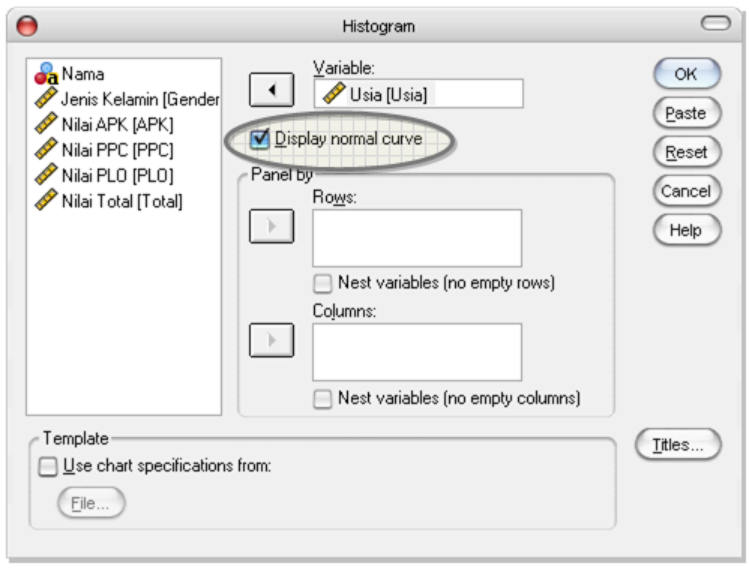 Histogram
Nama
Jenis Kelamin [Gender
Nilai APK [APK]
Nilai PPC [PPC]
Nilai PLO [PLO]
Nilai Total [Total]
Variable:
Usia [Usia]
Display normal curve
Panel by
Rows:
Nest variables (no empty rows)
Columns:
Nest variables (no empty columns)
OK
Paste
Reset
Cancel
Help
Template
Use chart specifications from:
File...
Titles...